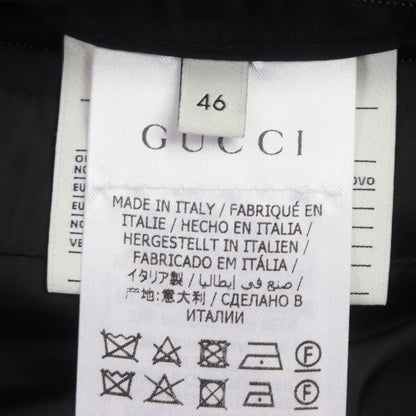 46
GUCCI
MADE IN ITALY / FABRIQUÉ EN
ITALIE / HECHO EN ITALIA /
HERGESTELLT IN ITALIEN /
FABRICADO EM ITÁLIA /
イタリア製 / صنع في إيطاليا /
产地:意大利 / СДЕЛАНО В
ИТАЛИИ
F
F